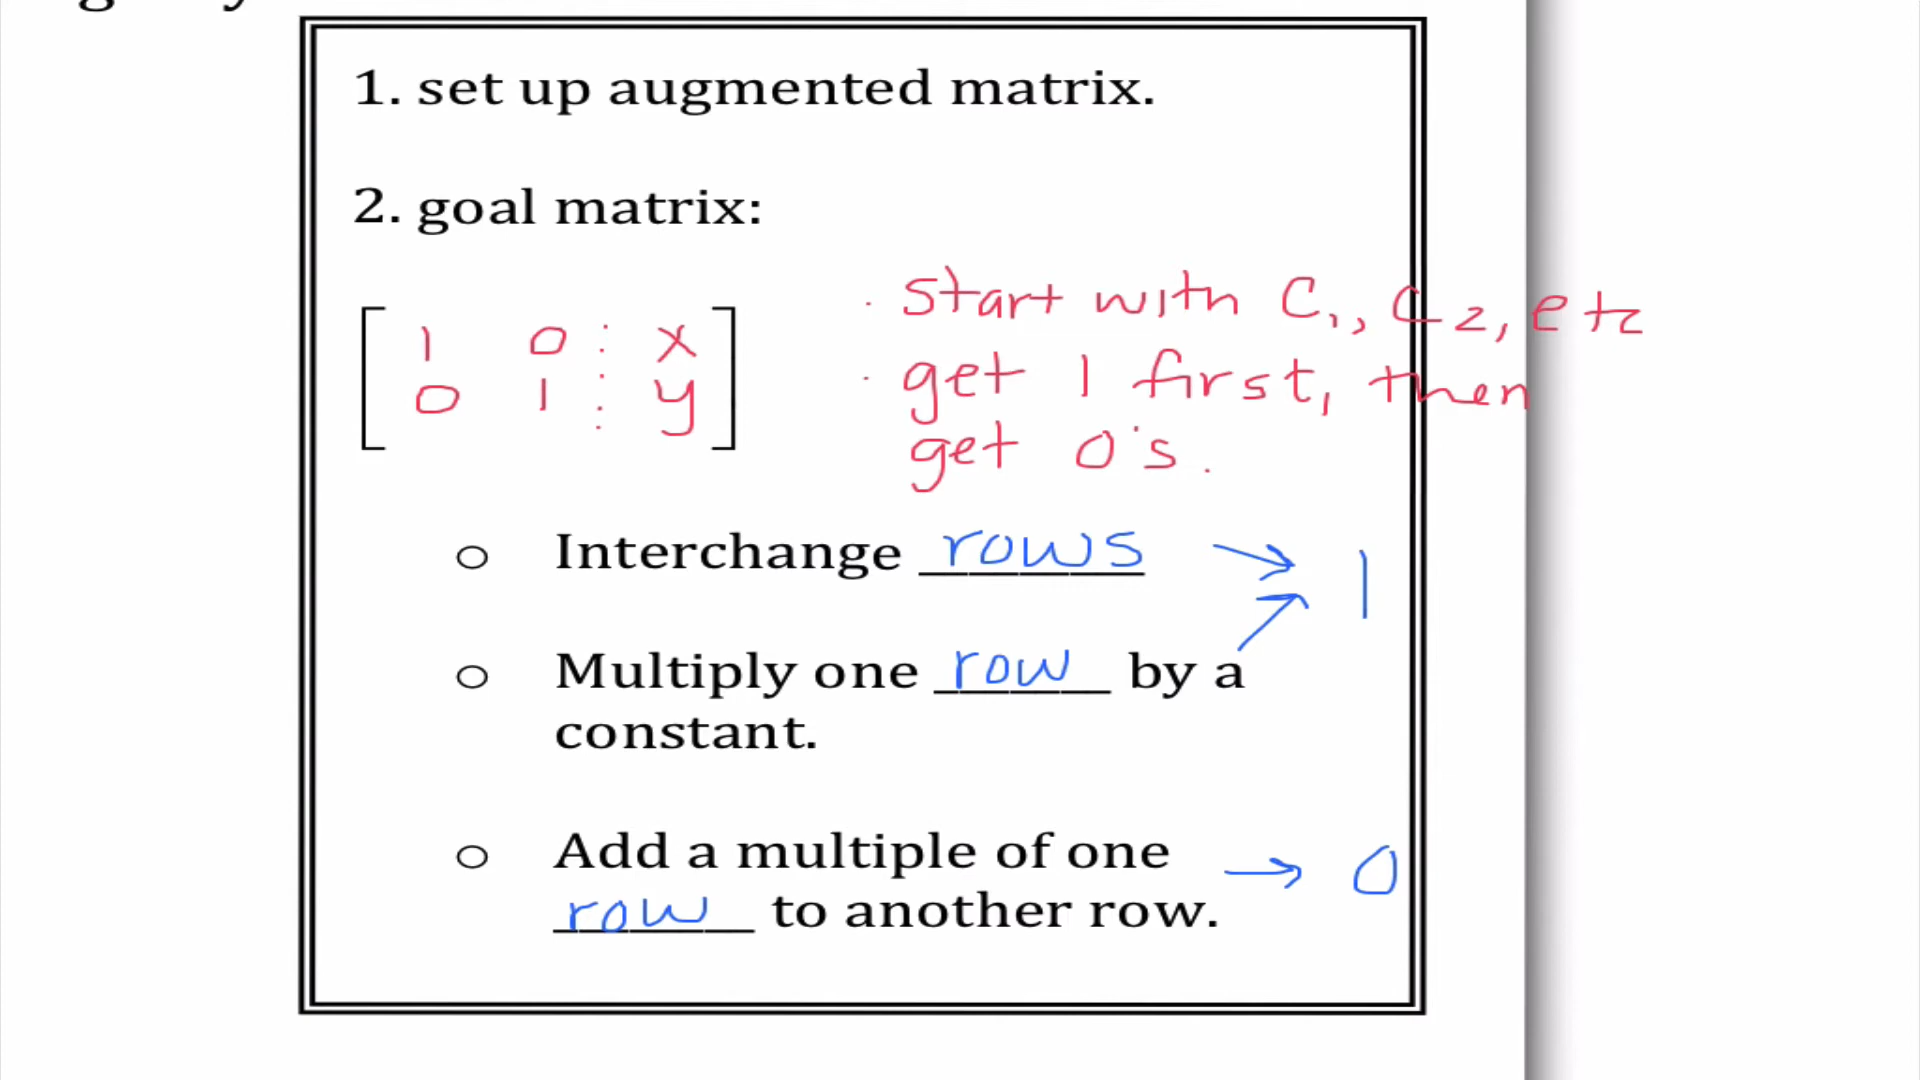 1. set up augmented matrix.
2. goal matrix:
· start with C₁, C₂, etc
1 0 ⋮ x
· get 1 first, then
0 1 ⋮ y
get 0's.
○ Interchange rows → 1
○ Multiply one row by a
constant.
○ Add a multiple of one → 0
row to another row.